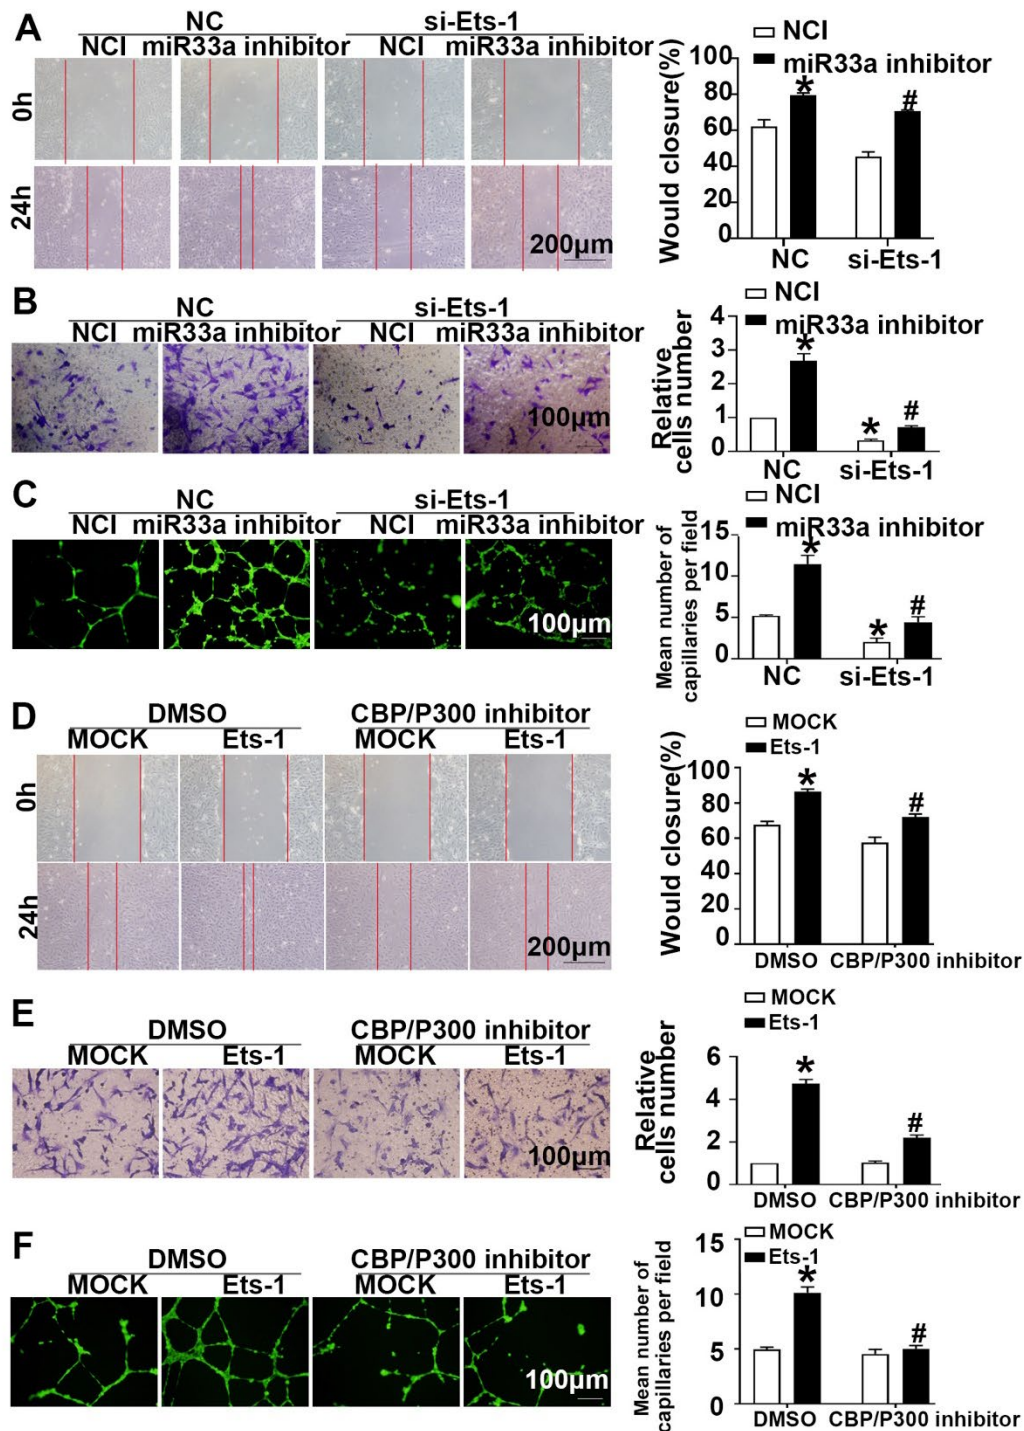 A
NC
si-Ets-1
NCI miR33a inhibitor
NCI miR33a inhibitor
0h
24h
200μm
NCI
miR33a inhibitor
Would closure(%)
100
80
60
40
20
0
*
#
NC
si-Ets-1
B
NC
si-Ets-1
NCI miR33a inhibitor
NCI miR33a inhibitor
100μm
NCI
miR33a inhibitor
Relative
cells number
4
3
2
1
0
*
*
#
NC
si-Ets-1
C
NC
si-Ets-1
NCI miR33a inhibitor
NCI miR33a inhibitor
100μm
NCI
miR33a inhibitor
Mean number of
capillaries per field
15
10
5
0
*
*
#
NC
si-Ets-1
D
DMSO
CBP/P300 inhibitor
MOCK
Ets-1
MOCK
Ets-1
0h
24h
200μm
MOCK
Ets-1
Would closure(%)
100
80
60
40
20
0
*
#
DMSO
CBP/P300 inhibitor
E
DMSO
CBP/P300 inhibitor
MOCK
Ets-1
MOCK
Ets-1
100μm
MOCK
Ets-1
Relative
cells number
6
4
2
0
*
#
DMSO
CBP/P300 inhibitor
F
DMSO
CBP/P300 inhibitor
MOCK
Ets-1
MOCK
Ets-1
100μm
MOCK
Ets-1
Mean number of
capillaries per field
15
10
5
0
*
#
DMSO
CBP/P300 inhibitor